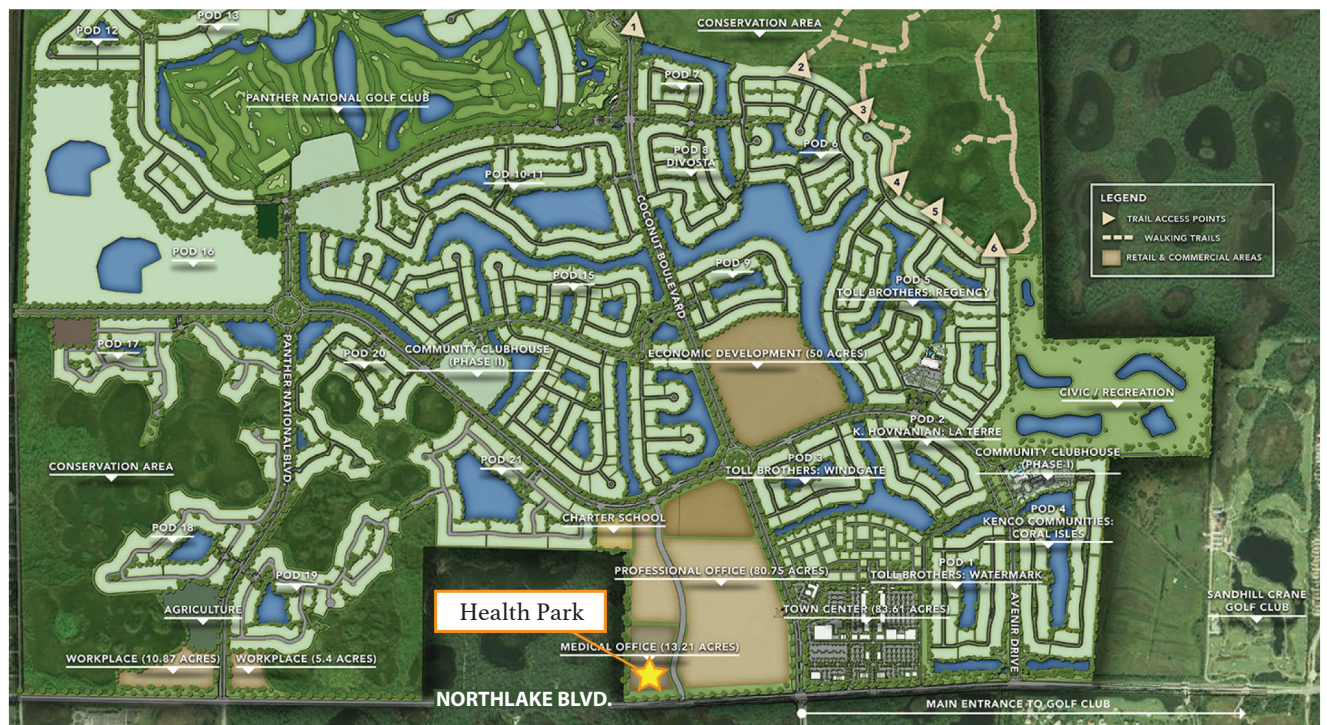 POD 13
POD 12
1
CONSERVATION AREA
2
POD 7
PANTHER NATIONAL GOLF CLUB
3
POD 8
DIVOSTA
POD 6
POD 10-11
4
LEGEND
TRAIL ACCESS POINTS
WALKING TRAILS
RETAIL & COMMERCIAL AREAS
5
COCONUT BOULEVARD
6
POD 16
POD 9
POD 15
POD 5
TOLL BROTHERS: REGENCY
POD 17
PANTHER NATIONAL BLVD.
POD 20
COMMUNITY CLUBHOUSE
(PHASE II)
ECONOMIC DEVELOPMENT (50 ACRES)
CIVIC / RECREATION
POD 2
K. HOVNANIAN: LA TERRE
CONSERVATION AREA
POD 21
POD 3
TOLL BROTHERS: WINDGATE
COMMUNITY CLUBHOUSE
(PHASE I)
CHARTER SCHOOL
POD 4
KENCO COMMUNITIES:
CORAL ISLES
POD 18
PROFESSIONAL OFFICE (80.75 ACRES)
POD 1
TOLL BROTHERS: WATERMARK
POD 19
AGRICULTURE
Health Park
TOWN CENTER (83.61 ACRES)
AVENIR DRIVE
SANDHILL CRANE
GOLF CLUB
MEDICAL OFFICE (13.21 ACRES)
WORKPLACE (10.87 ACRES)
WORKPLACE (5.4 ACRES)
NORTHLAKE BLVD.
MAIN ENTRANCE TO GOLF CLUB